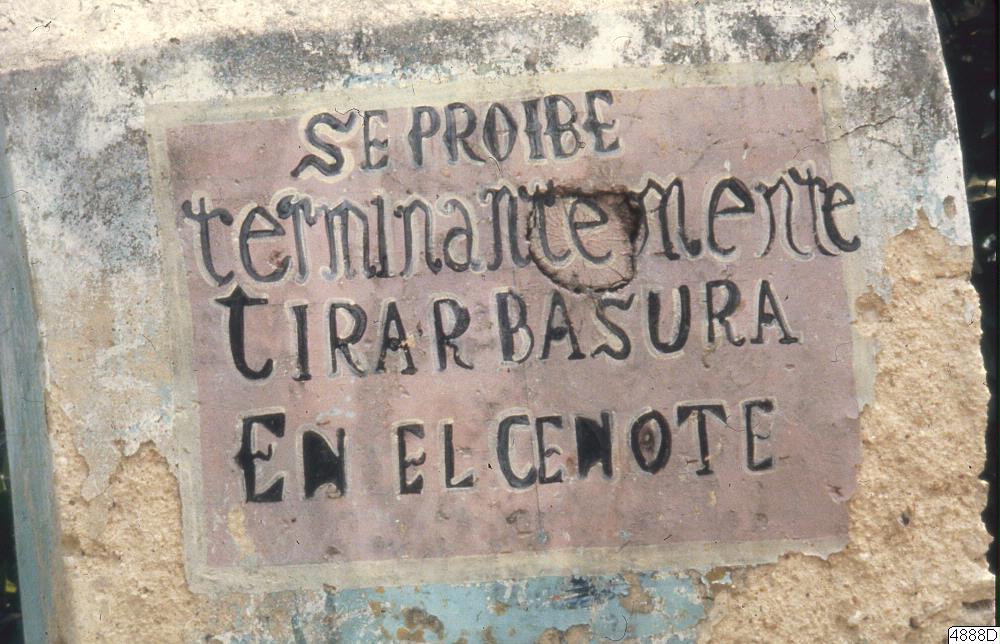 SE PROIBE
terminantemente
TIRAR BASURA
EN EL CENOTE
4888D